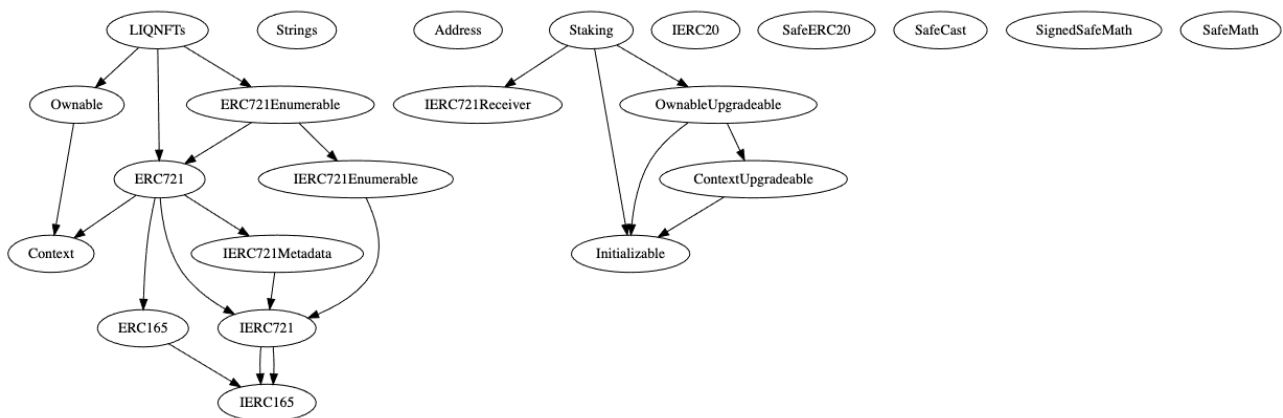 LIQNFTs
Strings
Address
Staking
IERC20
SafeERC20
SafeCast
SignedSafeMath
SafeMath
Ownable
ERC721Enumerable
IERC721Receiver
OwnableUpgradeable
ERC721
IERC721Enumerable
ContextUpgradeable
Context
IERC721Metadata
Initializable
ERC165
IERC721
IERC165